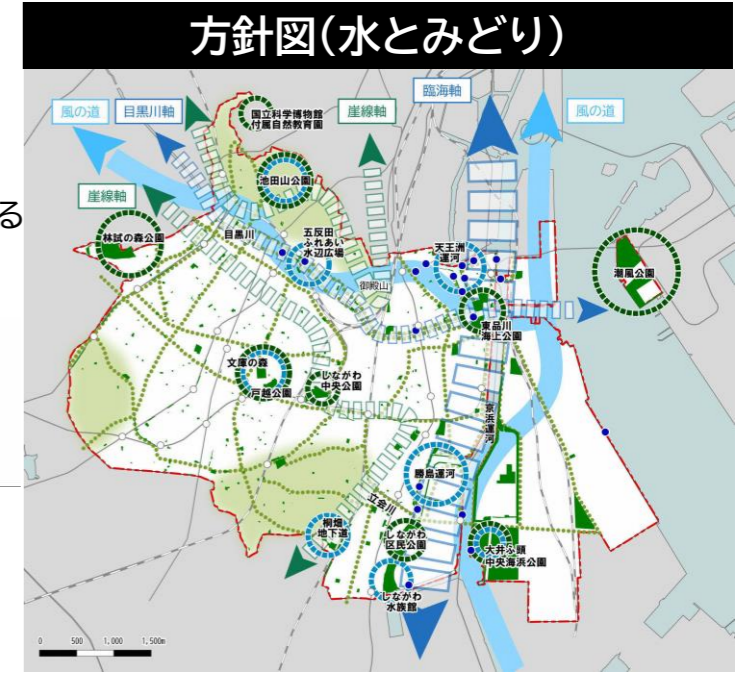 方針図(水とみどり)
る
風の道
目黒川軸
国立科学博物館
付属自然教育園
崖線軸
臨海軸
風の道
池田山公園
崖線軸
林試の森公園
目黒川
五反田
ふれあい
水辺広場
天王洲
運河
潮風公園
御殿山
東品川
海上公園
文庫の森
戸越公園
しながわ
中央公園
京浜運河
勝島運河
立会川
桐畑
地下道
しながわ
区民公園
大井ふ頭
中央海浜公園
しながわ
水族館
0 500 1,000 1,500m